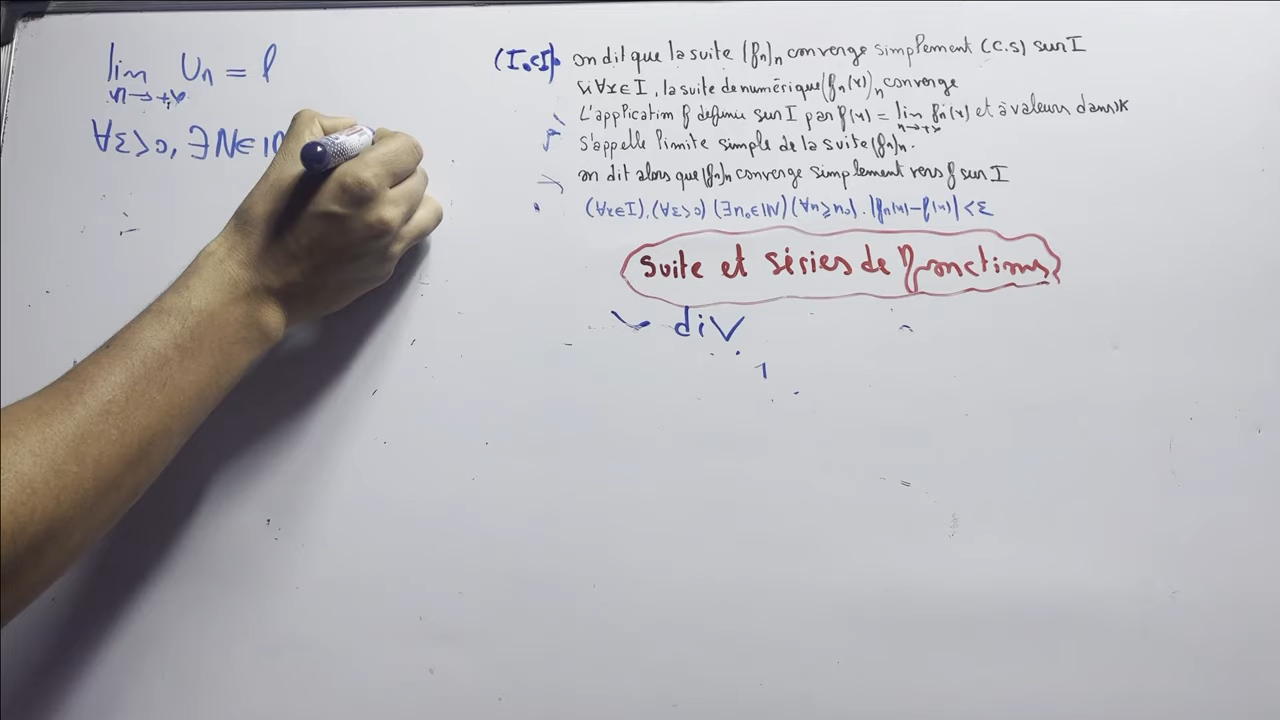 lim Un = l
n→+∞
∀ε>0, ∃N∈
(I.⊂I). on dit que la suite (fn)n converge simplement (C.S) sur I
si ∀x∈I, la suite de numérique (fn(x))n converge
L'application f definie sur I par f(x) = lim fn(x) et à valeurs dans K
n→+∞
s'appelle limite simple de la suite (fn)n.
on dit alors que (fn)n converge simplement vers f sur I
(∀x∈I), (∀ε>0) (∃n₀∈IN) (∀n≥n₀). |fn(x)-f(x)| <ε
Suite et séries de fonctions
div